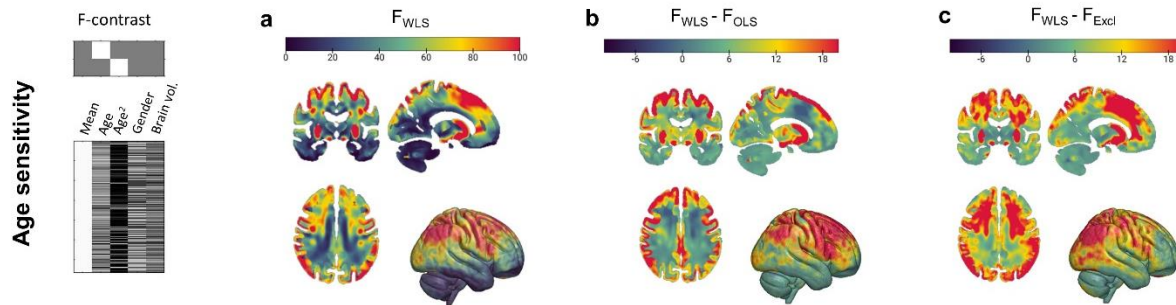 Age sensitivity
F-contrast
Mean
Age
Age²
Gender
Brain vol.
a
F_WLS
0 20 40 60 80 100
b
F_WLS - F_OLS
-6 0 6 12 18
c
F_WLS - F_Excl
-6 0 6 12 18